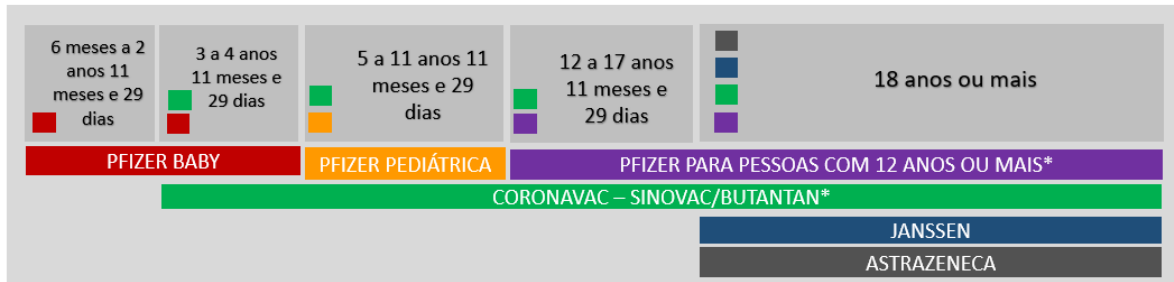 6 meses a 2
anos 11
meses e 29
dias
3 a 4 anos
11 meses e
29 dias
5 a 11 anos 11
meses e 29
dias
12 a 17 anos
11 meses e
29 dias
18 anos ou mais
PFIZER BABY
PFIZER PEDIÁTRICA
PFIZER PARA PESSOAS COM 12 ANOS OU MAIS*
CORONAVAC – SINOVAC/BUTANTAN*
JANSSEN
ASTRAZENECA